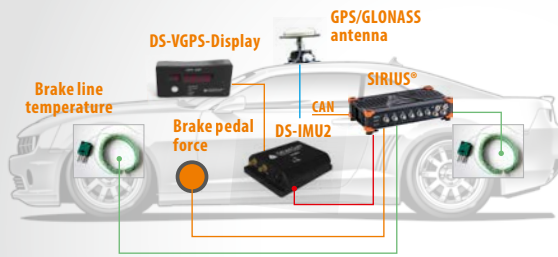 GPS/GLONASS
antenna
DS-VGPS-Display
SIRIUS®
Brake line
temperature
CAN
Brake pedal
force
DS-IMU2